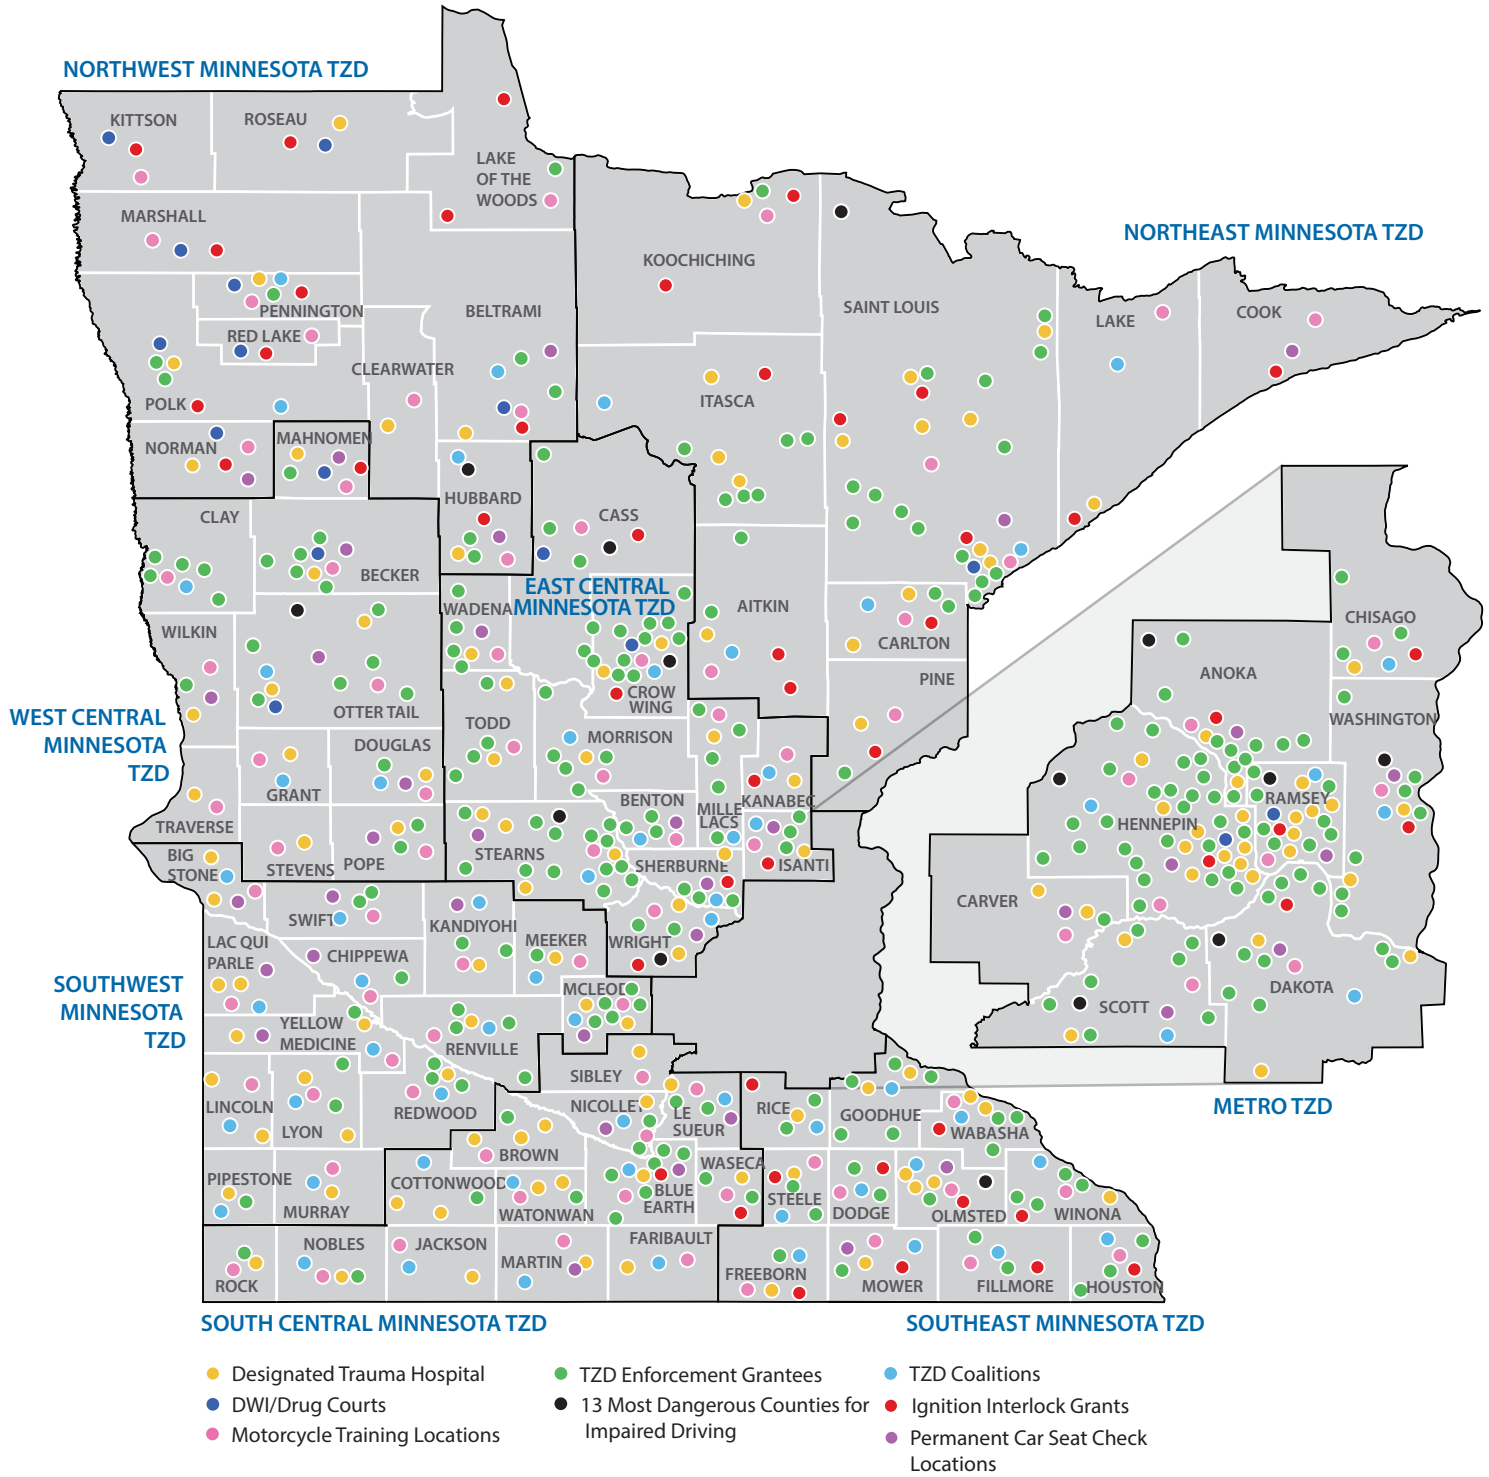 NORTHWEST MINNESOTA TZD
KITTSON
ROSEAU
LAKE
OF THE
WOODS
MARSHALL
NORTHEAST MINNESOTA TZD
KOOCHICHING
SAINT LOUIS
LAKE
COOK
PENNINGTON
BELTRAMI
RED LAKE
CLEARWATER
ITASCA
POLK
NORMAN
MAHNOMEN
HUBBARD
CASS
CLAY
BECKER
EAST CENTRAL
MINNESOTA TZD
WADENA
AITKIN
CARLTON
CHISAGO
WILKIN
ANOKA
PINE
OTTER TAIL
CROW
WING
WASHINGTON
WEST CENTRAL
MINNESOTA
TZD
TODD
MORRISON
DOUGLAS
GRANT
BENTON
MILLE
LACS
KANABEC
RAMSEY
HENNEPIN
TRAVERSE
BIG
STONE
STEVENS
POPE
STEARNS
SHERBURNE
ISANTI
CARVER
SWIFT
KANDIYOHI
MEEKER
WRIGHT
LAC QUI
PARLE
CHIPPEWA
SOUTHWEST
MINNESOTA
TZD
MCLEOD
DAKOTA
SCOTT
YELLOW
MEDICINE
RENVILLE
SIBLEY
LINCOLN
LYON
REDWOOD
NICOLLET
LE
SUEUR
RICE
GOODHUE
WABASHA
METRO TZD
BROWN
PIPESTONE
MURRAY
COTTONWOOD
WATONWAN
BLUE
EARTH
WASECA
STEELE
DODGE
OLMSTED
WINONA
ROCK
NOBLES
JACKSON
MARTIN
FARIBAULT
FREEBORN
MOWER
FILLMORE
HOUSTON
SOUTH CENTRAL MINNESOTA TZD
SOUTHEAST MINNESOTA TZD
Designated Trauma Hospital
DWI/Drug Courts
Motorcycle Training Locations
TZD Enforcement Grantees
13 Most Dangerous Counties for
Impaired Driving
TZD Coalitions
Ignition Interlock Grants
Permanent Car Seat Check
Locations